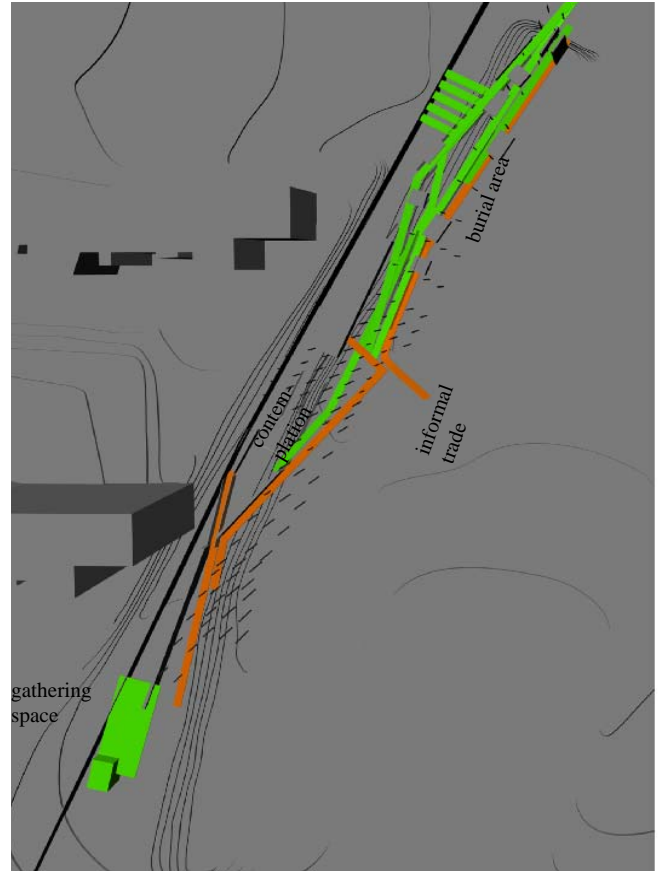 burial area
contem-
plation
informal
trade
gathering
space